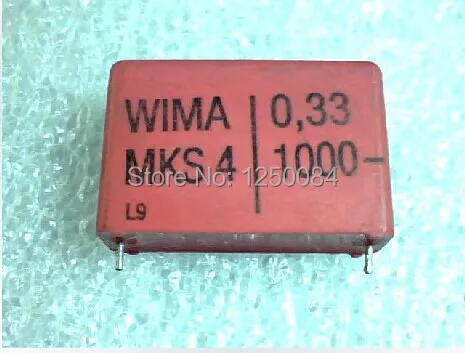 WIMA 0,33
MKS 4 1000-
Store No: 1250084
L9